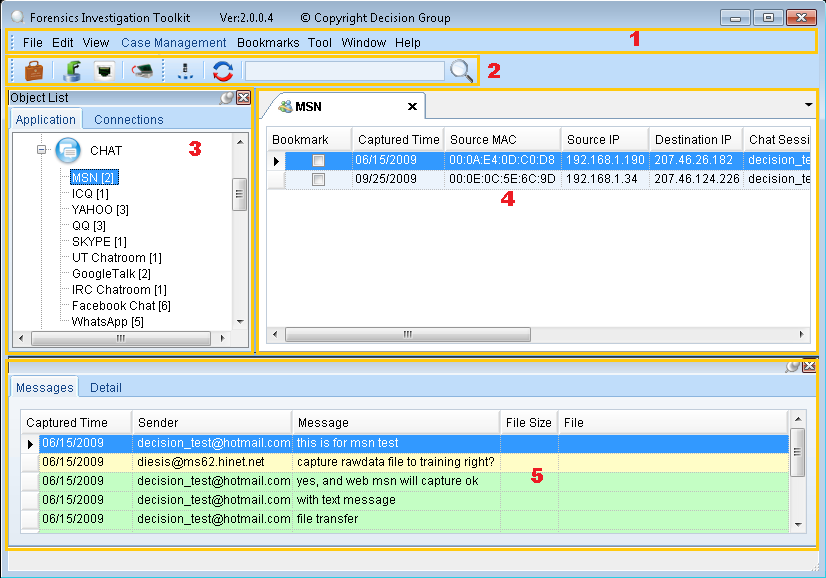 Forensics Investigation Toolkit Ver:2.0.0.4 © Copyright Decision Group
File Edit View Case Management Bookmarks Tool Window Help
1
2
Object List
Application Connections
3
CHAT
MSN [2]
ICQ [1]
YAHOO [3]
QQ [3]
SKYPE [1]
UT Chatroom [1]
GoogleTalk [2]
IRC Chatroom [1]
Facebook Chat [6]
WhatsApp [5]
MSN
Bookmark Captured Time Source MAC Source IP Destination IP Chat Sessi
06/15/2009 00:0A:E4:0D:C0:D8 192.168.1.190 207.46.26.182 decision_te
09/25/2009 00:0E:0C:5E:6C:9D 192.168.1.34 207.46.124.226 decision_te
4
Messages Detail
Captured Time Sender Message File Size File
06/15/2009 decision_test@hotmail.com this is for msn test
06/15/2009 diesis@ms62.hinet.net capture rawdata file to training right?
06/15/2009 decision_test@hotmail.com yes, and web msn will capture ok
06/15/2009 decision_test@hotmail.com with text message
06/15/2009 decision_test@hotmail.com file transfer
5